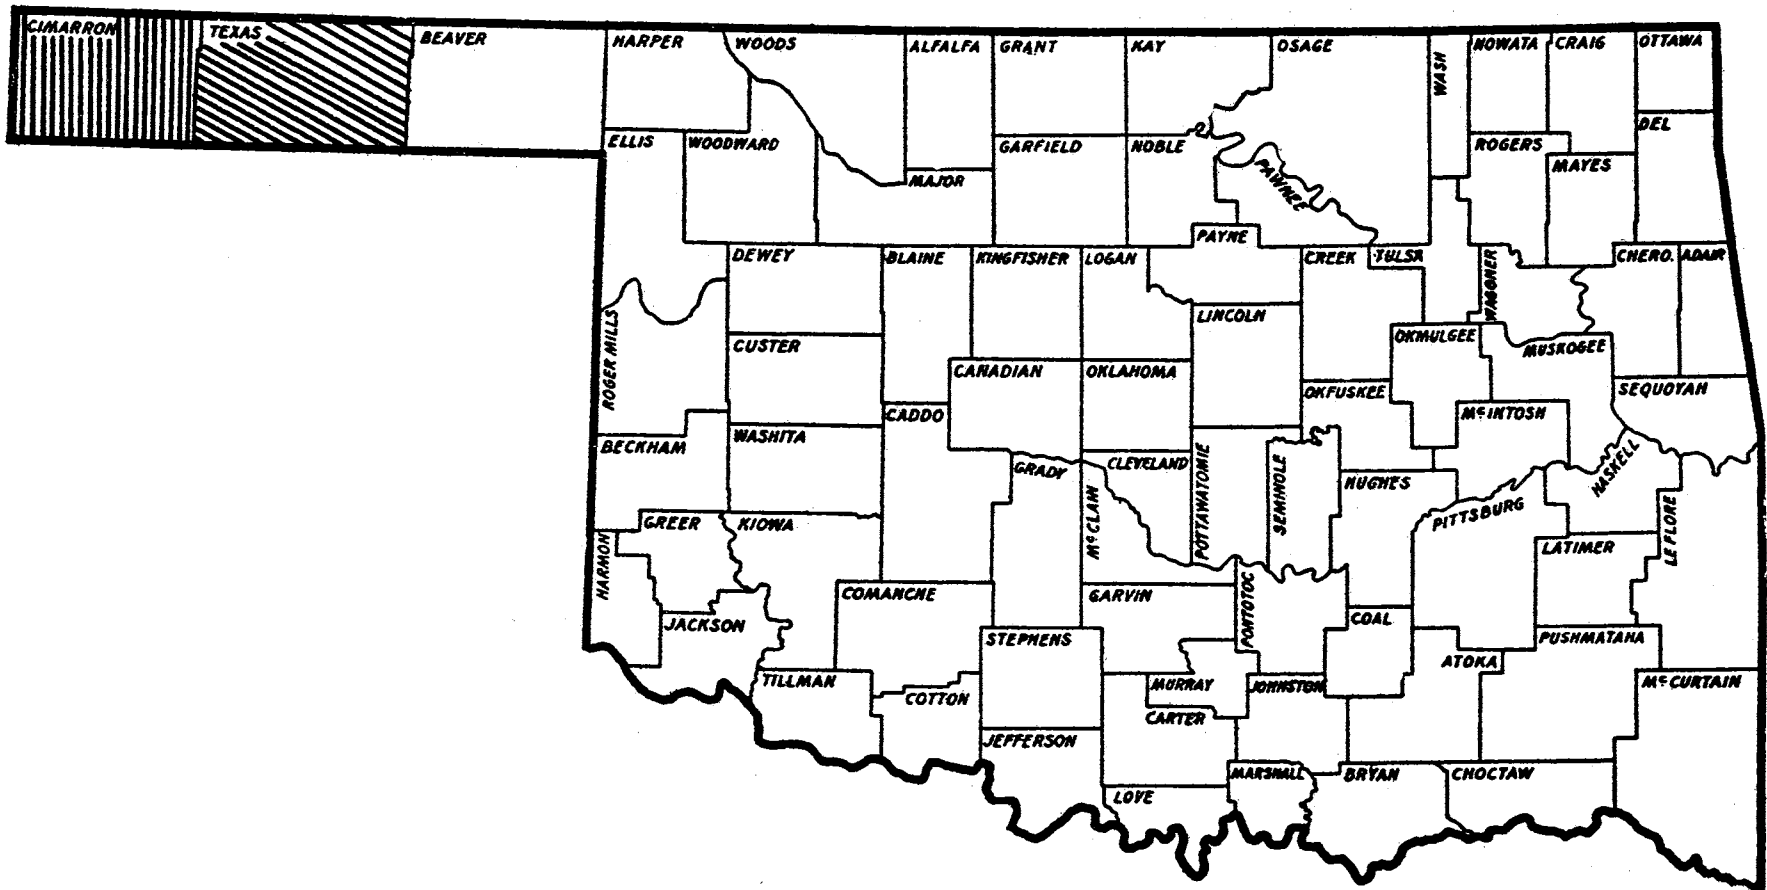 CIMARRON
TEXAS
BEAVER
HARPER
WOODS
ALFALFA
GRANT
KAY
OSAGE
WASH
NOWATA
CRAIG
OTTAWA
DEL
ELLIS
WOODWARD
MAJOR
GARFIELD
NOBLE
PAWNEE
ROGERS
MAYES
PAYNE
DEWEY
BLAINE
KINGFISHER
LOGAN
CREEK
TULSA
WAGONER
CHERO.
ADAIR
ROGER MILLS
CUSTER
LINCOLN
OKMULGEE
MUSKOGEE
CANADIAN
OKLAHOMA
OKFUSKEE
SEQUOYAH
CADDO
McINTOSH
BECKHAM
WASHITA
GRADY
CLEVELAND
McCLAIN
POTTAWATOMIE
SEMINOLE
HUGHES
PITTSBURG
HASKELL
LE FLORE
GREER
KIOWA
HARMON
LATIMER
COMANCHE
GARVIN
PONTOTOC
COAL
JACKSON
STEPHENS
ATOKA
PUSHMATAHA
TILLMAN
COTTON
MURRAY
JOHNSTON
McCURTAIN
CARTER
JEFFERSON
MARSHALL
BRYAN
CHOCTAW
LOVE